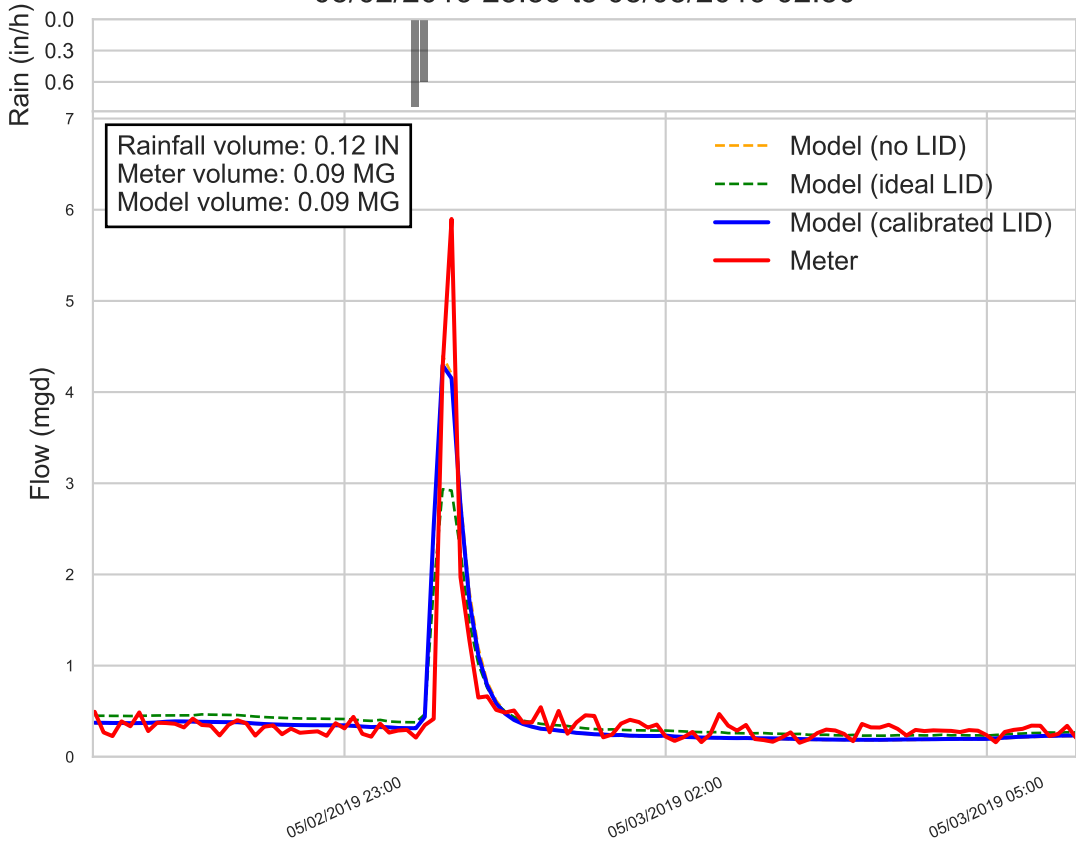 Rain (in/h)
0.0
0.3
0.6
Rainfall volume: 0.12 IN
Meter volume: 0.09 MG
Model volume: 0.09 MG
Model (no LID)
Model (ideal LID)
Model (calibrated LID)
Meter
Flow (mgd)
7
6
5
4
3
2
1
0
05/02/2019 23:00
05/03/2019 02:00
05/03/2019 05:00